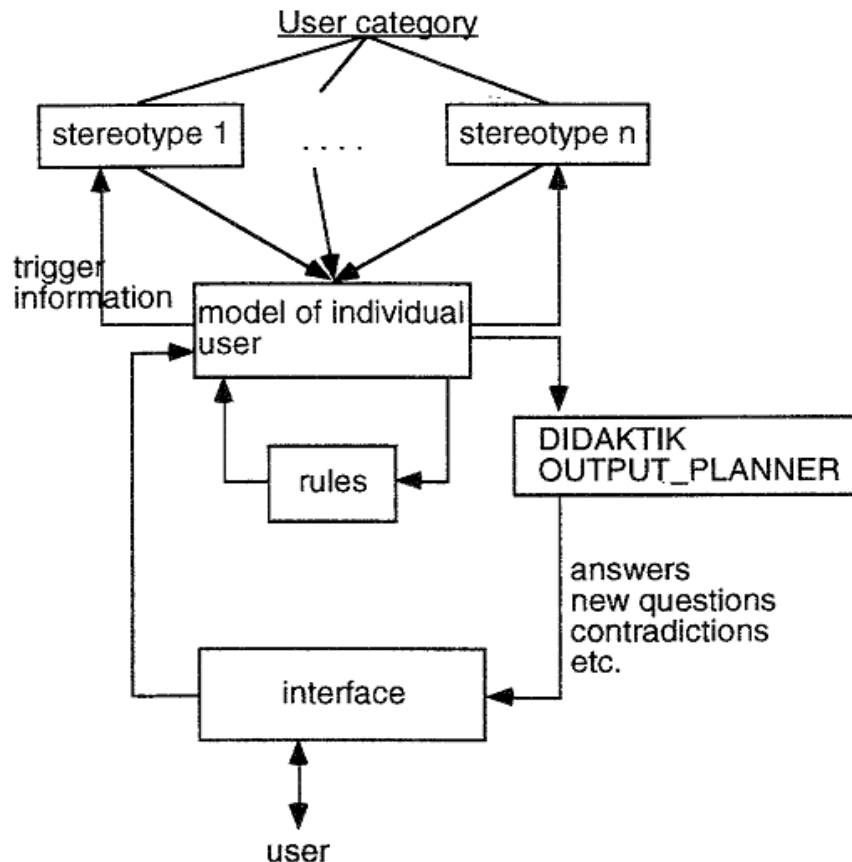 User category
stereotype 1
. . . .
stereotype n
trigger
information
model of individual
user
rules
DIDAKTIK
OUTPUT_PLANNER
answers
new questions
contradictions
etc.
interface
user